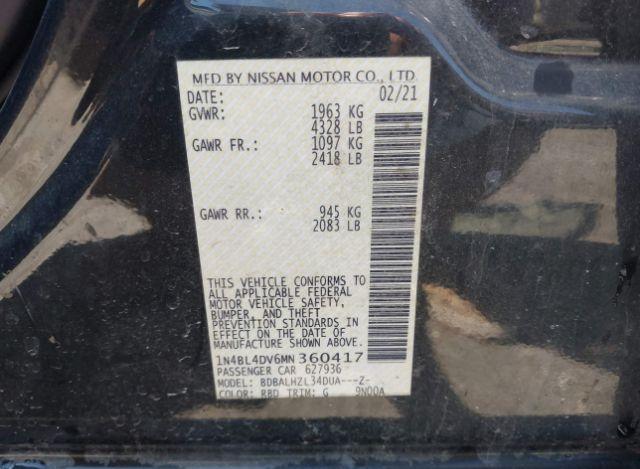 MFD BY NISSAN MOTOR CO., LTD.
DATE: 02/21
GVWR: 1963 KG
4328 LB
GAWR FR.: 1097 KG
2418 LB
GAWR RR.: 945 KG
2083 LB
THIS VEHICLE CONFORMS TO
ALL APPLICABLE FEDERAL
MOTOR VEHICLE SAFETY,
BUMPER, AND THEFT
PREVENTION STANDARDS IN
EFFECT ON THE DATE OF
MANUFACTURE SHOWN ABOVE.
1N4BL4DV6MN360417
PASSENGER CAR 627936
MODEL: BDBALHZL34DUA---Z-
COLOR: RBD TRIM: G 9N00A